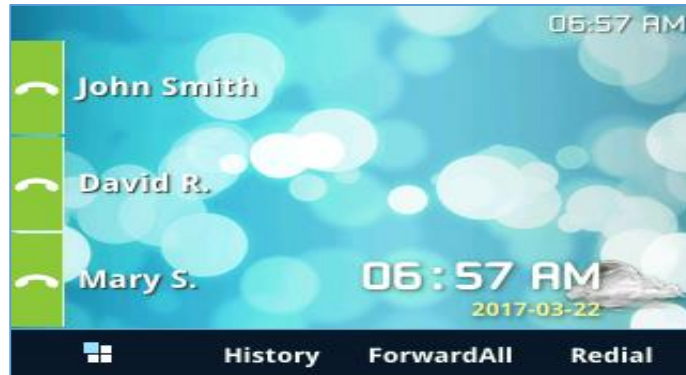 06:57 AM
John Smith
David R.
Mary S.
06:57 AM
2017-03-22
History ForwardAll Redial